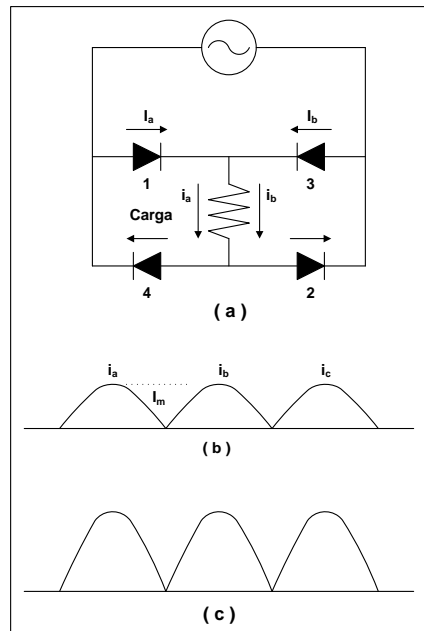 Ia Ib
1 3
ia ib
Carga
4 2
( a )
ia ib ic
Im
( b )
( c )